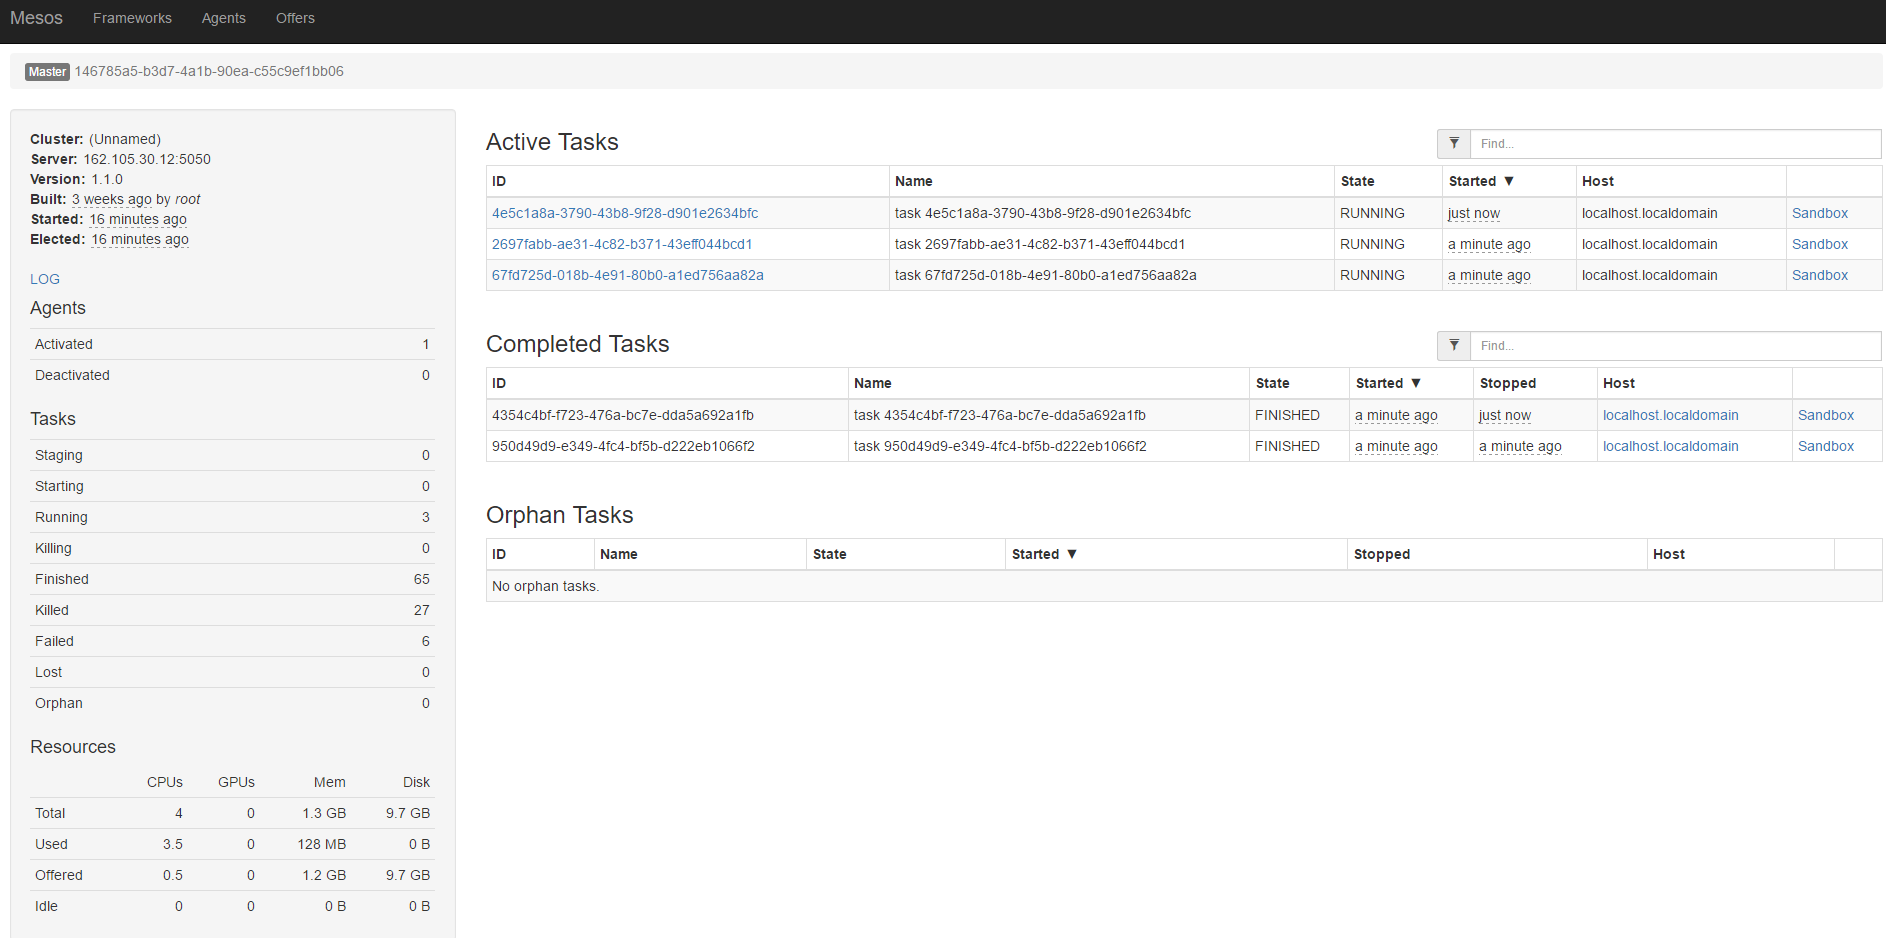 Mesos Frameworks Agents Offers
Master 146785a5-b3d7-4a1b-90ea-c55c9ef1bb06
Cluster: (Unnamed)
Server: 162.105.30.12:5050
Version: 1.1.0
Built: 3 weeks ago by root
Started: 16 minutes ago
Elected: 16 minutes ago
LOG
Agents
Activated 1
Deactivated 0
Tasks
Staging 0
Starting 0
Running 3
Killing 0
Finished 65
Killed 27
Failed 6
Lost 0
Orphan 0
Resources
CPUs GPUs Mem Disk
Total 4 0 1.3 GB 9.7 GB
Used 3.5 0 128 MB 0 B
Offered 0.5 0 1.2 GB 9.7 GB
Idle 0 0 0 B 0 B
Active Tasks
Find...
ID Name State Started ▼ Host
4e5c1a8a-3790-43b8-9f28-d901e2634bfc task 4e5c1a8a-3790-43b8-9f28-d901e2634bfc RUNNING just now localhost.localdomain Sandbox
2697fabb-ae31-4c82-b371-43eff044bcd1 task 2697fabb-ae31-4c82-b371-43eff044bcd1 RUNNING a minute ago localhost.localdomain Sandbox
67fd725d-018b-4e91-80b0-a1ed756aa82a task 67fd725d-018b-4e91-80b0-a1ed756aa82a RUNNING a minute ago localhost.localdomain Sandbox
Completed Tasks
Find...
ID Name State Started ▼ Stopped Host
4354c4bf-f723-476a-bc7e-dda5a692a1fb task 4354c4bf-f723-476a-bc7e-dda5a692a1fb FINISHED a minute ago just now localhost.localdomain Sandbox
950d49d9-e349-4fc4-bf5b-d222eb1066f2 task 950d49d9-e349-4fc4-bf5b-d222eb1066f2 FINISHED a minute ago a minute ago localhost.localdomain Sandbox
Orphan Tasks
ID Name State Started ▼ Stopped Host
No orphan tasks.